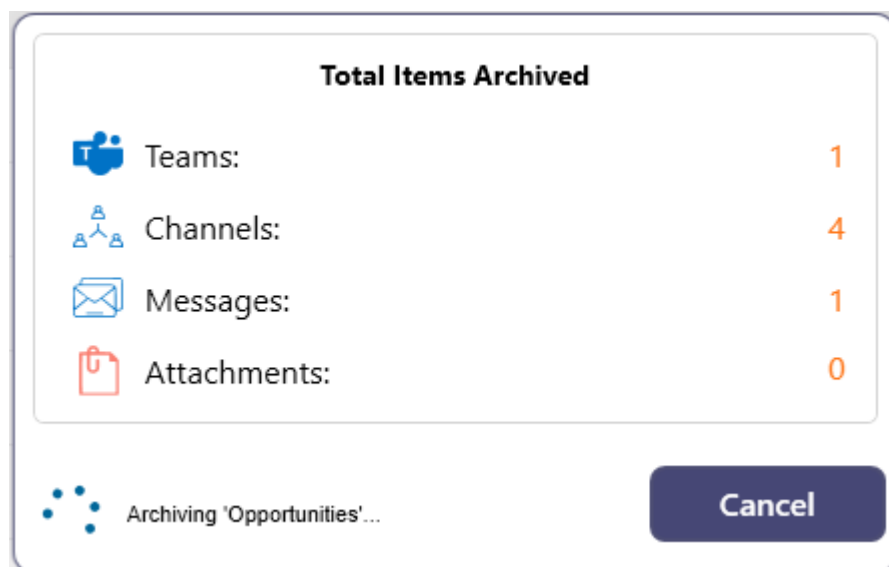 Total Items Archived
T
Teams: 1
Channels: 4
Messages: 1
Attachments: 0
Archiving 'Opportunities'...
Cancel